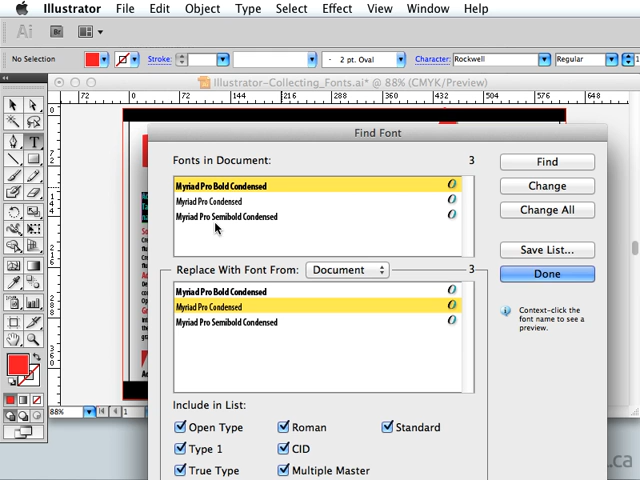 Illustrator File Edit Object Type Select Effect View Window Help
Ai Br
No Selection Stroke: 2 pt. Oval Character: Rockwell Regular
Illustrator-Collecting_Fonts.ai* @ 88% (CMYK/Preview)
72 0 72 144 216 288 360 432 504 576 648
Find Font
Fonts in Document: 3
Find
Myriad Pro Bold Condensed
Change
Myriad Pro Condensed
Myriad Pro Semibold Condensed
Change All
Save List...
Replace With Font From: Document 3
Done
Myriad Pro Bold Condensed
Myriad Pro Condensed
Context-click the
font name to see a
preview.
Myriad Pro Semibold Condensed
Include in List:
88% 1
Open Type Roman Standard
Type 1 CID
.ca
True Type Multiple Master